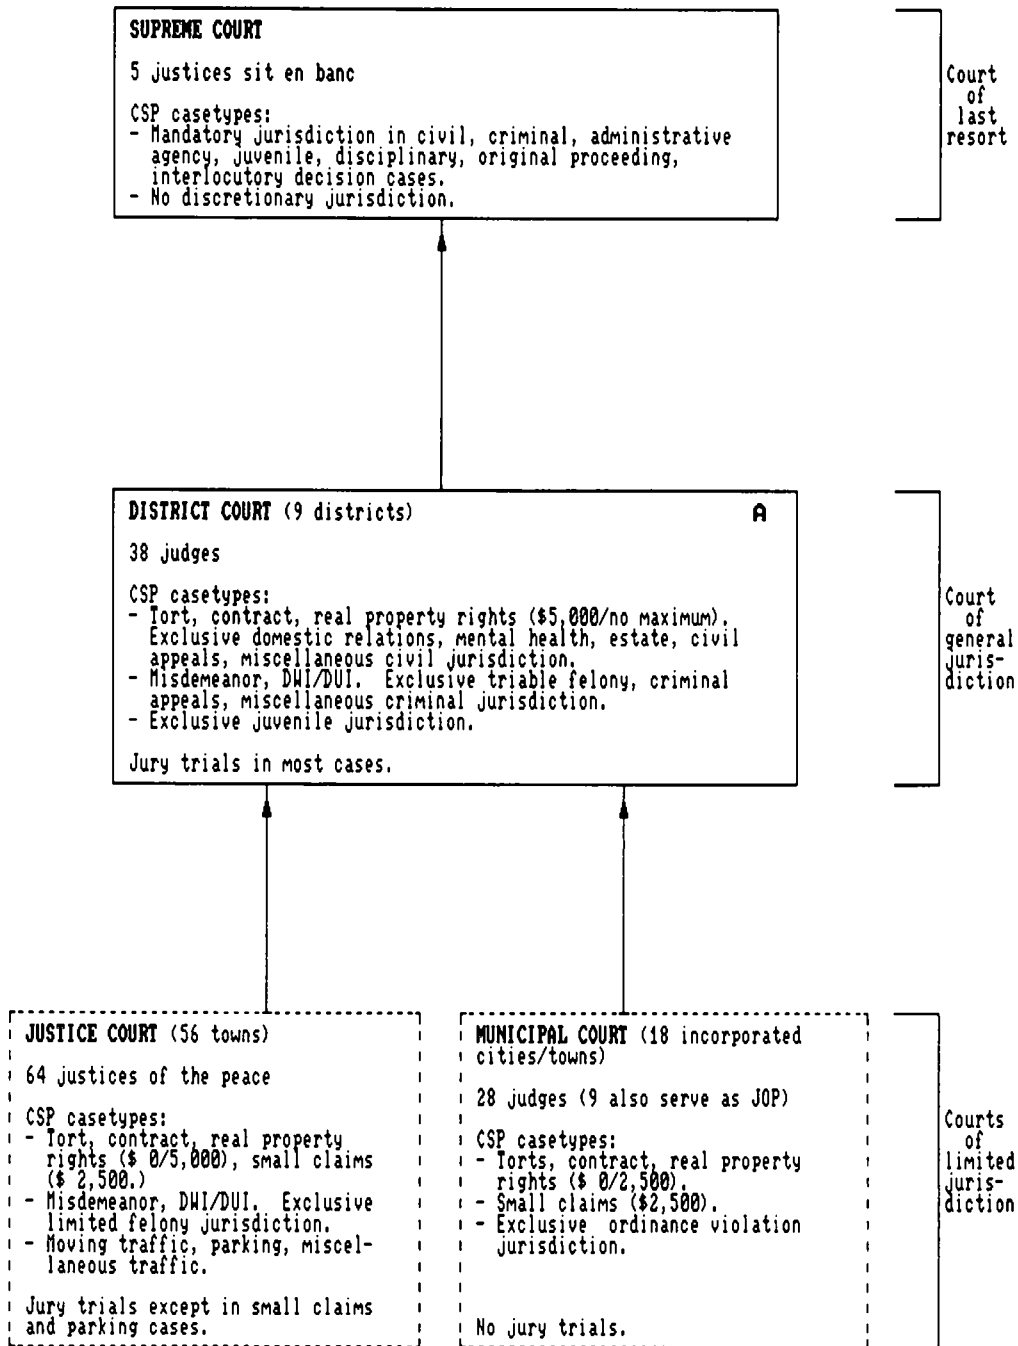 SUPREME COURT
5 justices sit en banc
CSP casetypes:
- Mandatory jurisdiction in civil, criminal, administrative
agency, juvenile, disciplinary, original proceeding,
interlocutory decision cases.
- No discretionary jurisdiction.
Court
of
last
resort
DISTRICT COURT (9 districts) A
38 judges
CSP casetypes:
- Tort, contract, real property rights ($5,000/no maximum).
Exclusive domestic relations, mental health, estate, civil
appeals, miscellaneous civil jurisdiction.
- Misdemeanor, DWI/DUI. Exclusive triable felony, criminal
appeals, miscellaneous criminal jurisdiction.
- Exclusive juvenile jurisdiction.
Jury trials in most cases.
Court
of
general
juris-
diction
JUSTICE COURT (56 towns)
64 justices of the peace
CSP casetypes:
- Tort, contract, real property
rights ($ 0/5,000), small claims
($ 2,500.)
- Misdemeanor, DWI/DUI. Exclusive
limited felony jurisdiction.
- Moving traffic, parking, miscel-
laneous traffic.
Jury trials except in small claims
and parking cases.
MUNICIPAL COURT (18 incorporated
cities/towns)
28 judges (9 also serve as JOP)
CSP casetypes:
- Torts, contract, real property
rights ($ 0/2,500).
- Small claims ($2,500).
- Exclusive ordinance violation
jurisdiction.
No jury trials.
Courts
of
limited
juris-
diction